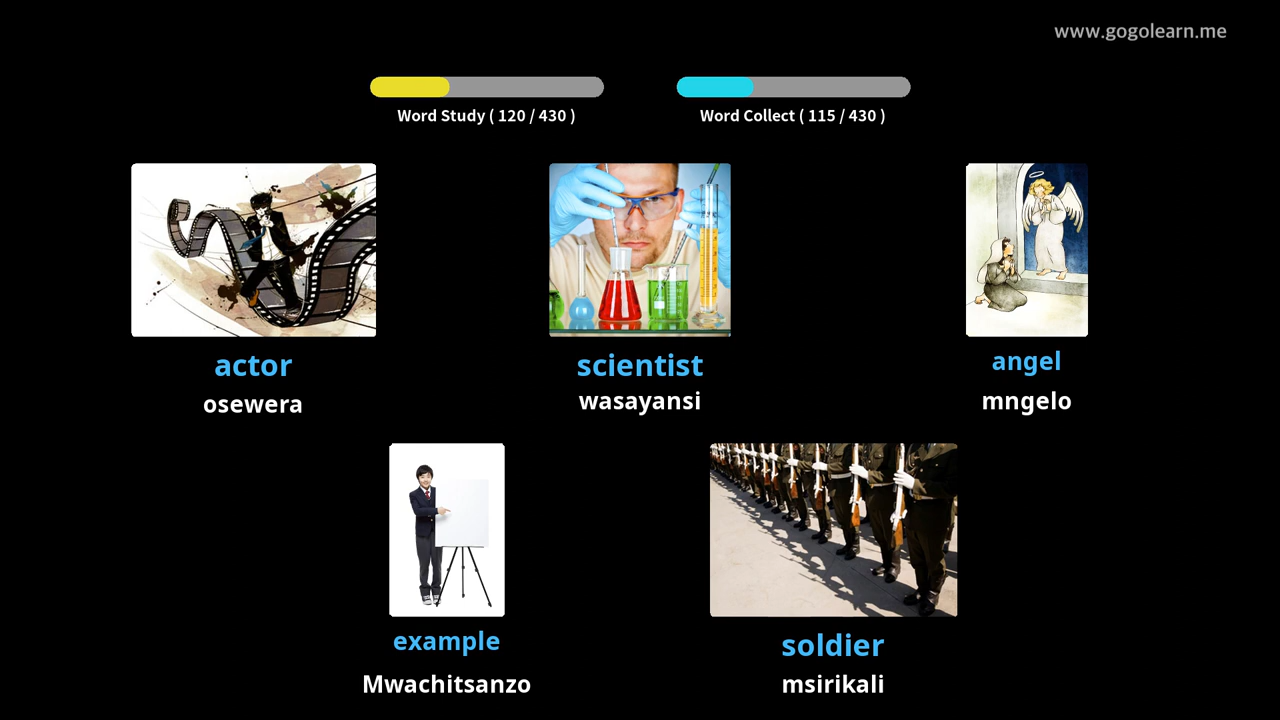 www.gogolearn.me
Word Study ( 120 / 430 )
Word Collect ( 115 / 430 )
actor
osewera
scientist
wasayansi
angel
mngelo
example
Mwachitsanzo
soldier
msirikali